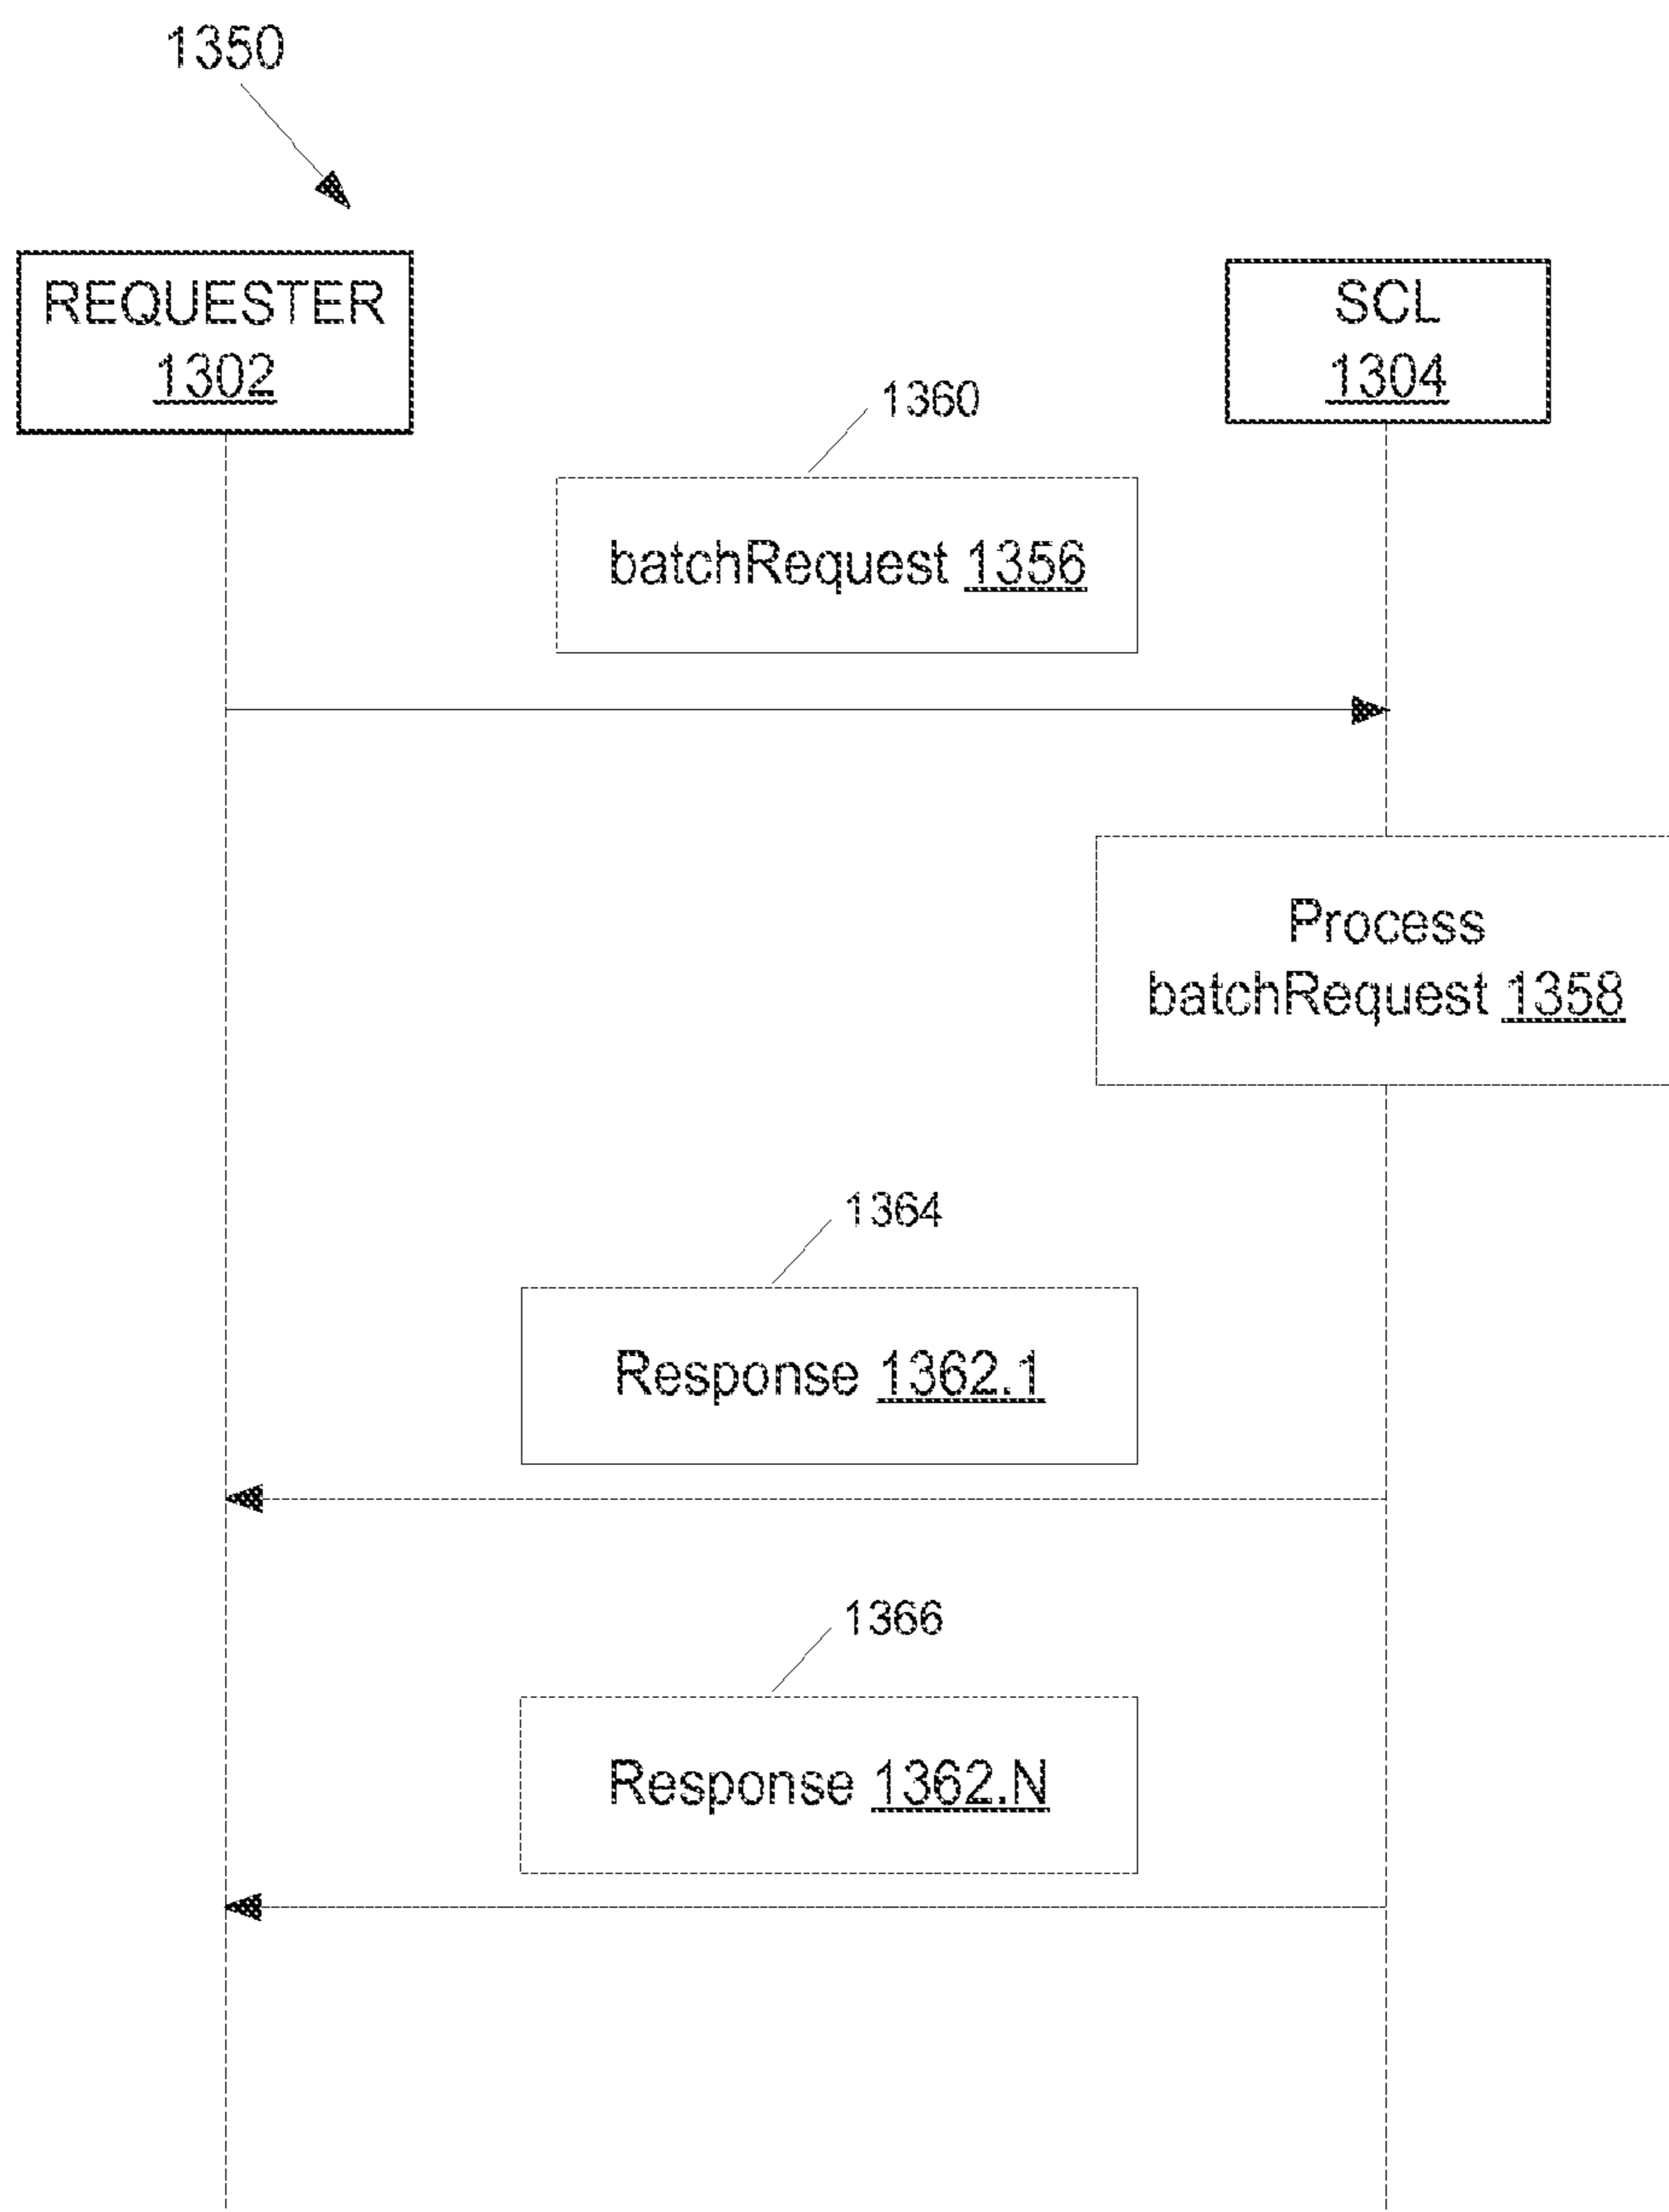 1350
REQUESTER
1302
SCL
1304
1360
batchRequest 1356
Process
batchRequest 1358
1364
Response 1362.1
1366
Response 1362.N